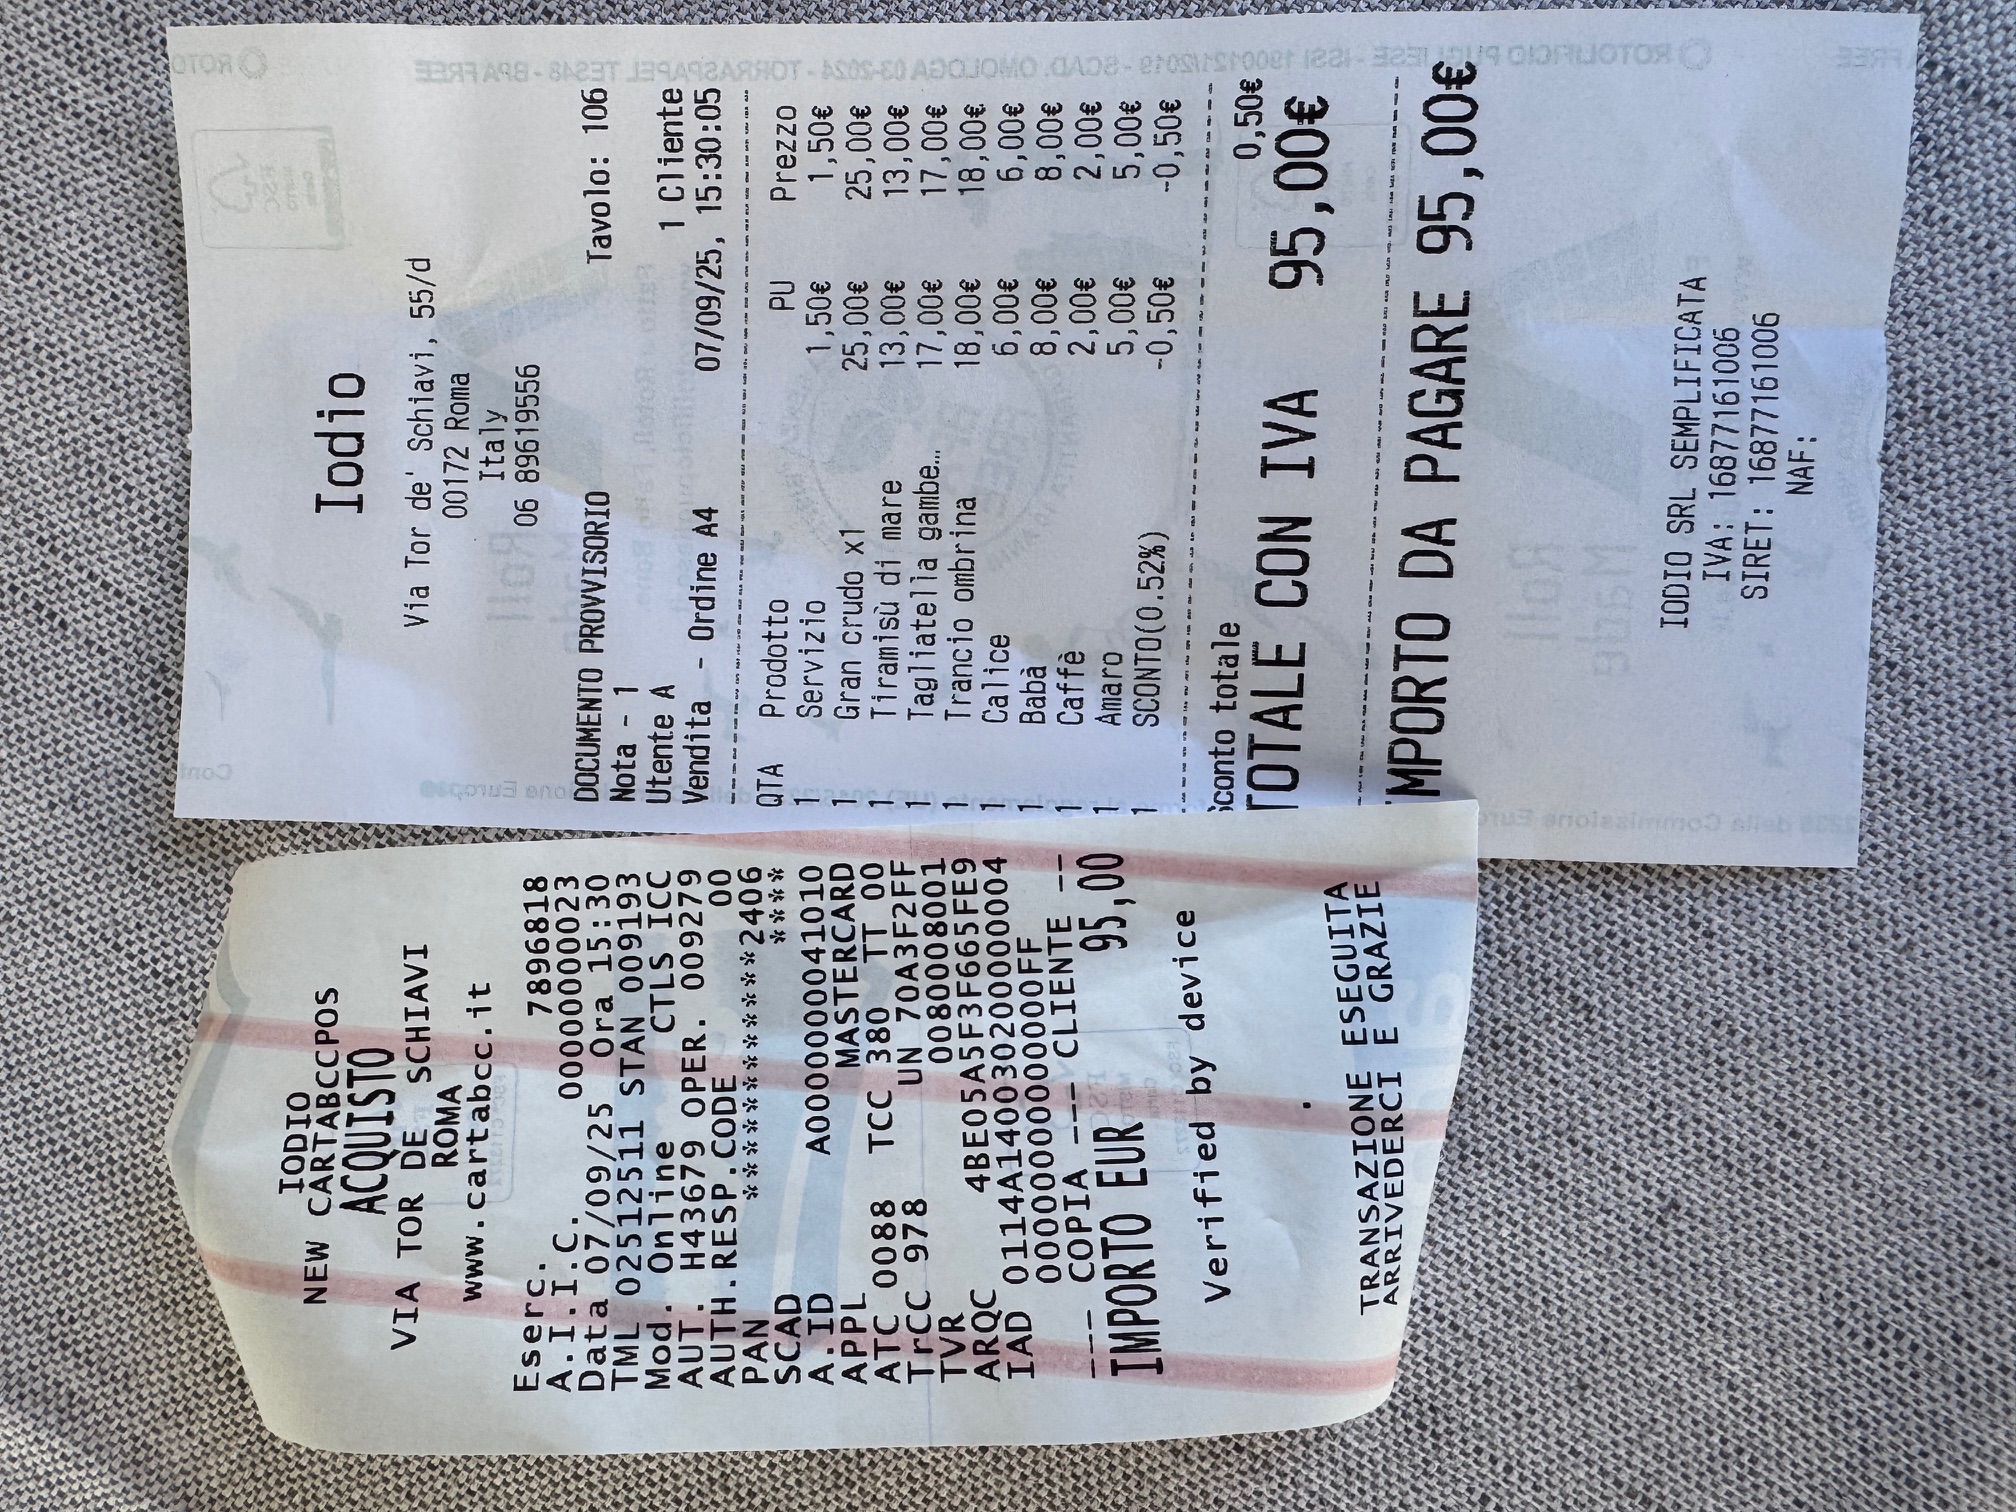 Iodio
Via Tor de' Schiavi, 55/d
00172 Roma
Italy
06 89619556
DOCUMENTO PROVVISORIO Tavolo: 106
Nota - 1
Utente A 1 Cliente
Vendita - Ordine A4 07/09/25, 15:30:05
QTA Prodotto PU Prezzo
1 Servizio 1,50€ 1,50€
1 Gran crudo x1 25,00€ 25,00€
1 Tiramisù di mare 13,00€ 13,00€
1 Tagliatella gambe… 17,00€ 17,00€
1 Trancio ombrina 18,00€ 18,00€
1 Calice 6,00€ 6,00€
1 Babà 8,00€ 8,00€
1 Caffè 2,00€ 2,00€
1 Amaro 5,00€ 5,00€
1 SCONTO(0.52%) -0,50€ -0,50€
Sconto totale 0,50€
TOTALE CON IVA 95,00€
IMPORTO DA PAGARE 95,00€
IODIO SRL SEMPLIFICATA
IVA: 16877161006
SIRET: 16877161006
NAF:
IODIO
NEW CARTABCCPOS
ACQUISTO
VIA TOR DE SCHIAVI
ROMA
www.cartabcc.it
Eserc. 7896818
A.I.I.C. 00000000023
Data 07/09/25 Ora 15:30
TML 02512511 STAN 009193
Mod. Online CTLS ICC
AUT. H43679 OPER. 009279
AUTH.RESP.CODE 00
PAN ************2406
SCAD ****
A.ID A0000000041010
APPL MASTERCARD
ATC 0088 TCC 380 TT 00
TrCC 978 UN 70A3F2FF
TVR 0080008001
ARQC 4BE05A5F3F665FE9
IAD 0114A14003020000000004
00000000000000FF
--- COPIA --- CLIENTE --
IMPORTO EUR 95,00
Verified by device
.
TRANSAZIONE ESEGUITA
ARRIVEDERCI E GRAZIE